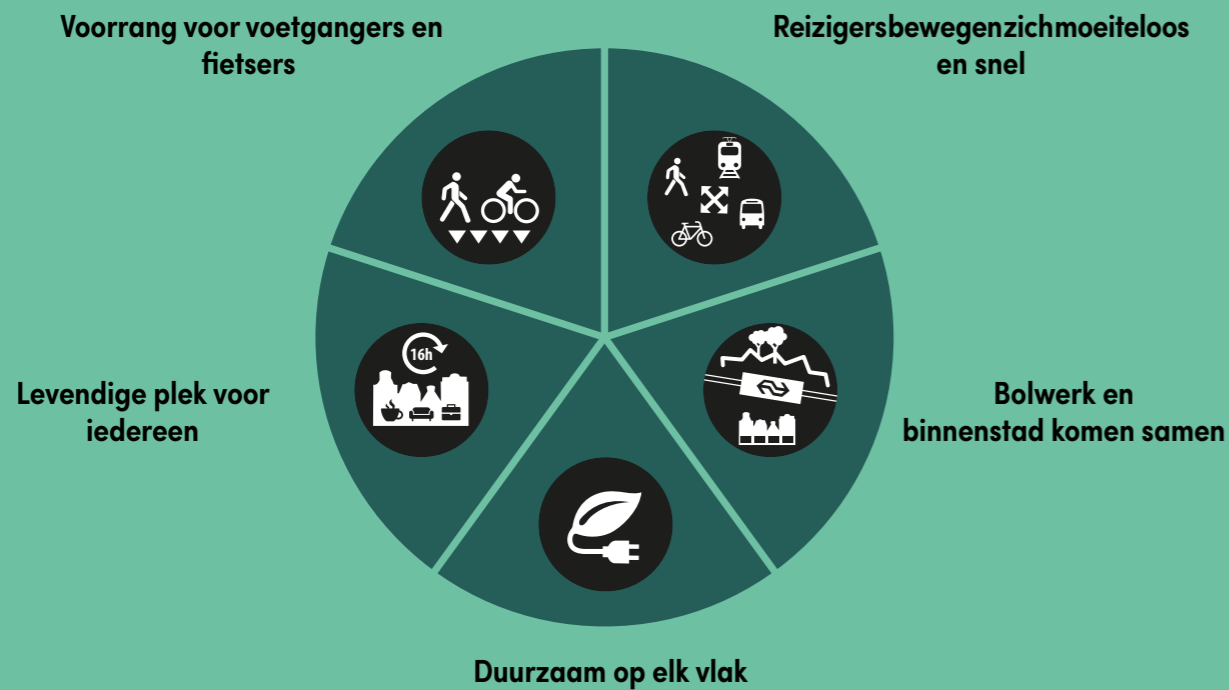 Voorrang voor voetgangers en
fietsers
Reizigersbewegenzichmoeiteloos
en snel
16h
Levendige plek voor
iedereen
Bolwerk en
binnenstad komen samen
Duurzaam op elk vlak